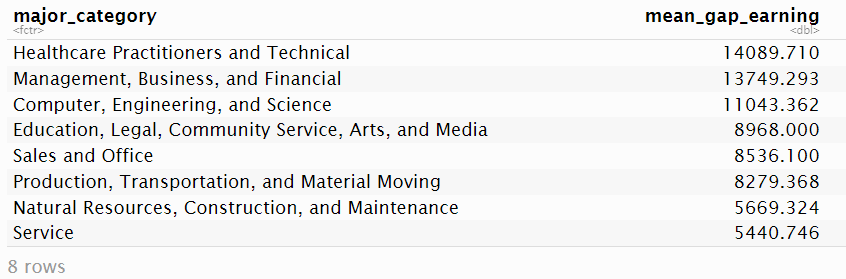 major_category mean_gap_earning
<fctr> <dbl>
Healthcare Practitioners and Technical 14089.710
Management, Business, and Financial 13749.293
Computer, Engineering, and Science 11043.362
Education, Legal, Community Service, Arts, and Media 8968.000
Sales and Office 8536.100
Production, Transportation, and Material Moving 8279.368
Natural Resources, Construction, and Maintenance 5669.324
Service 5440.746
8 rows